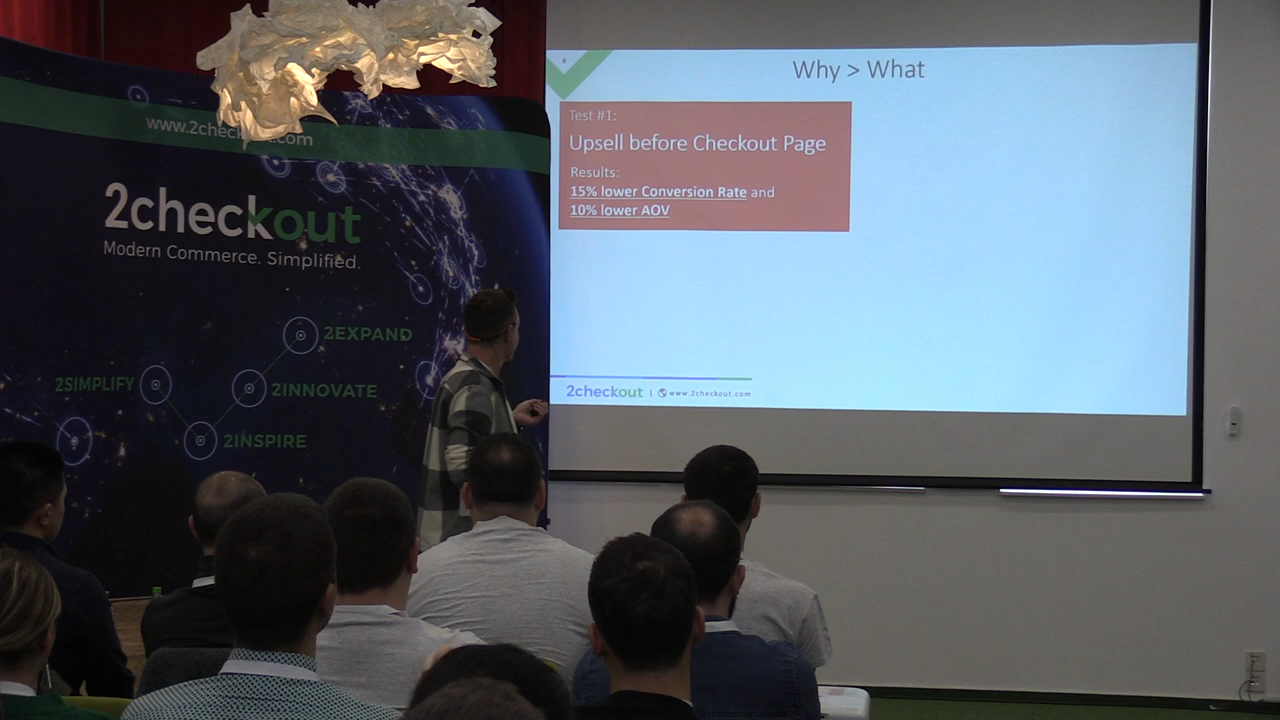 www.2check  .com
2checkout
Modern Commerce. Simplified.
2EXPAND
2SIMPLIFY
2INNOVATE
2INSPIRE
Why > What
Test #1:
Upsell before Checkout Page
Results:
15% lower Conversion Rate and
10% lower AOV
2checkout | www.2checkout.com